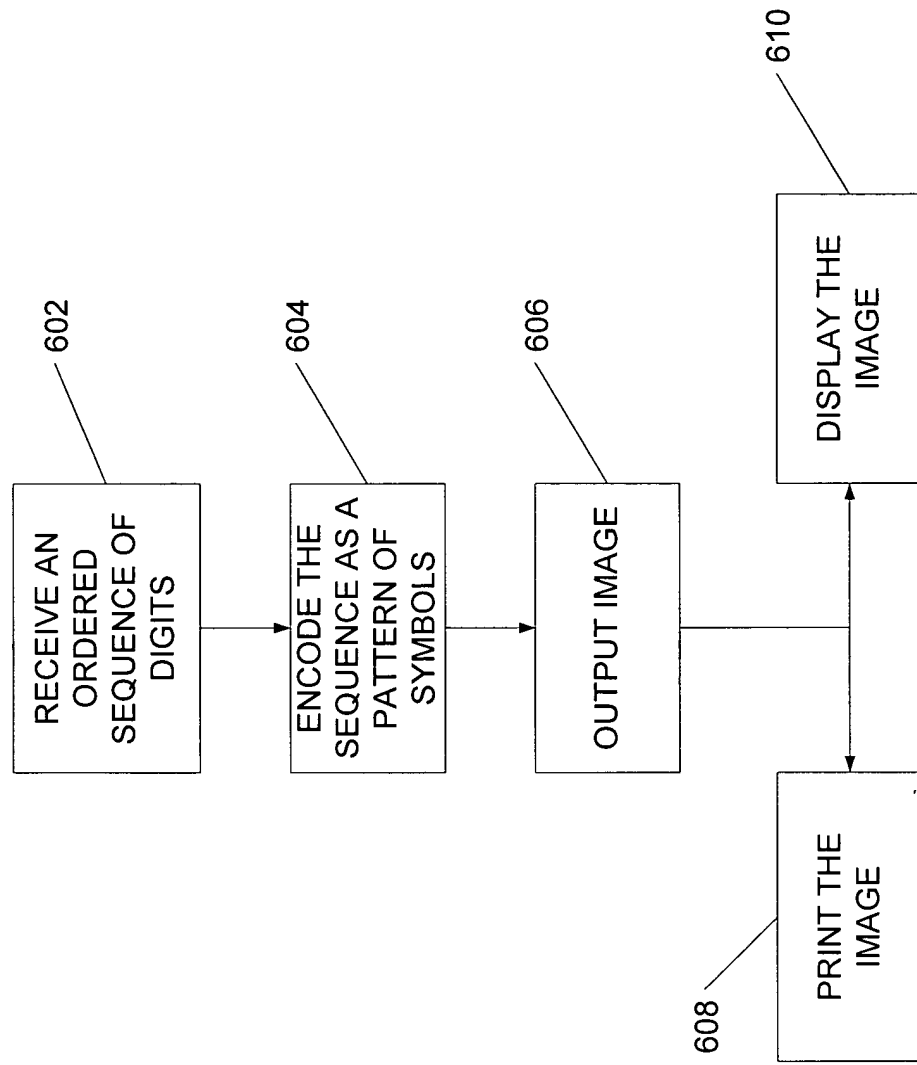 602
RECEIVE AN
ORDERED
SEQUENCE OF
DIGITS
604
ENCODE THE
SEQUENCE AS A
PATTERN OF
SYMBOLS
606
OUTPUT IMAGE
608
PRINT THE
IMAGE
610
DISPLAY THE
IMAGE